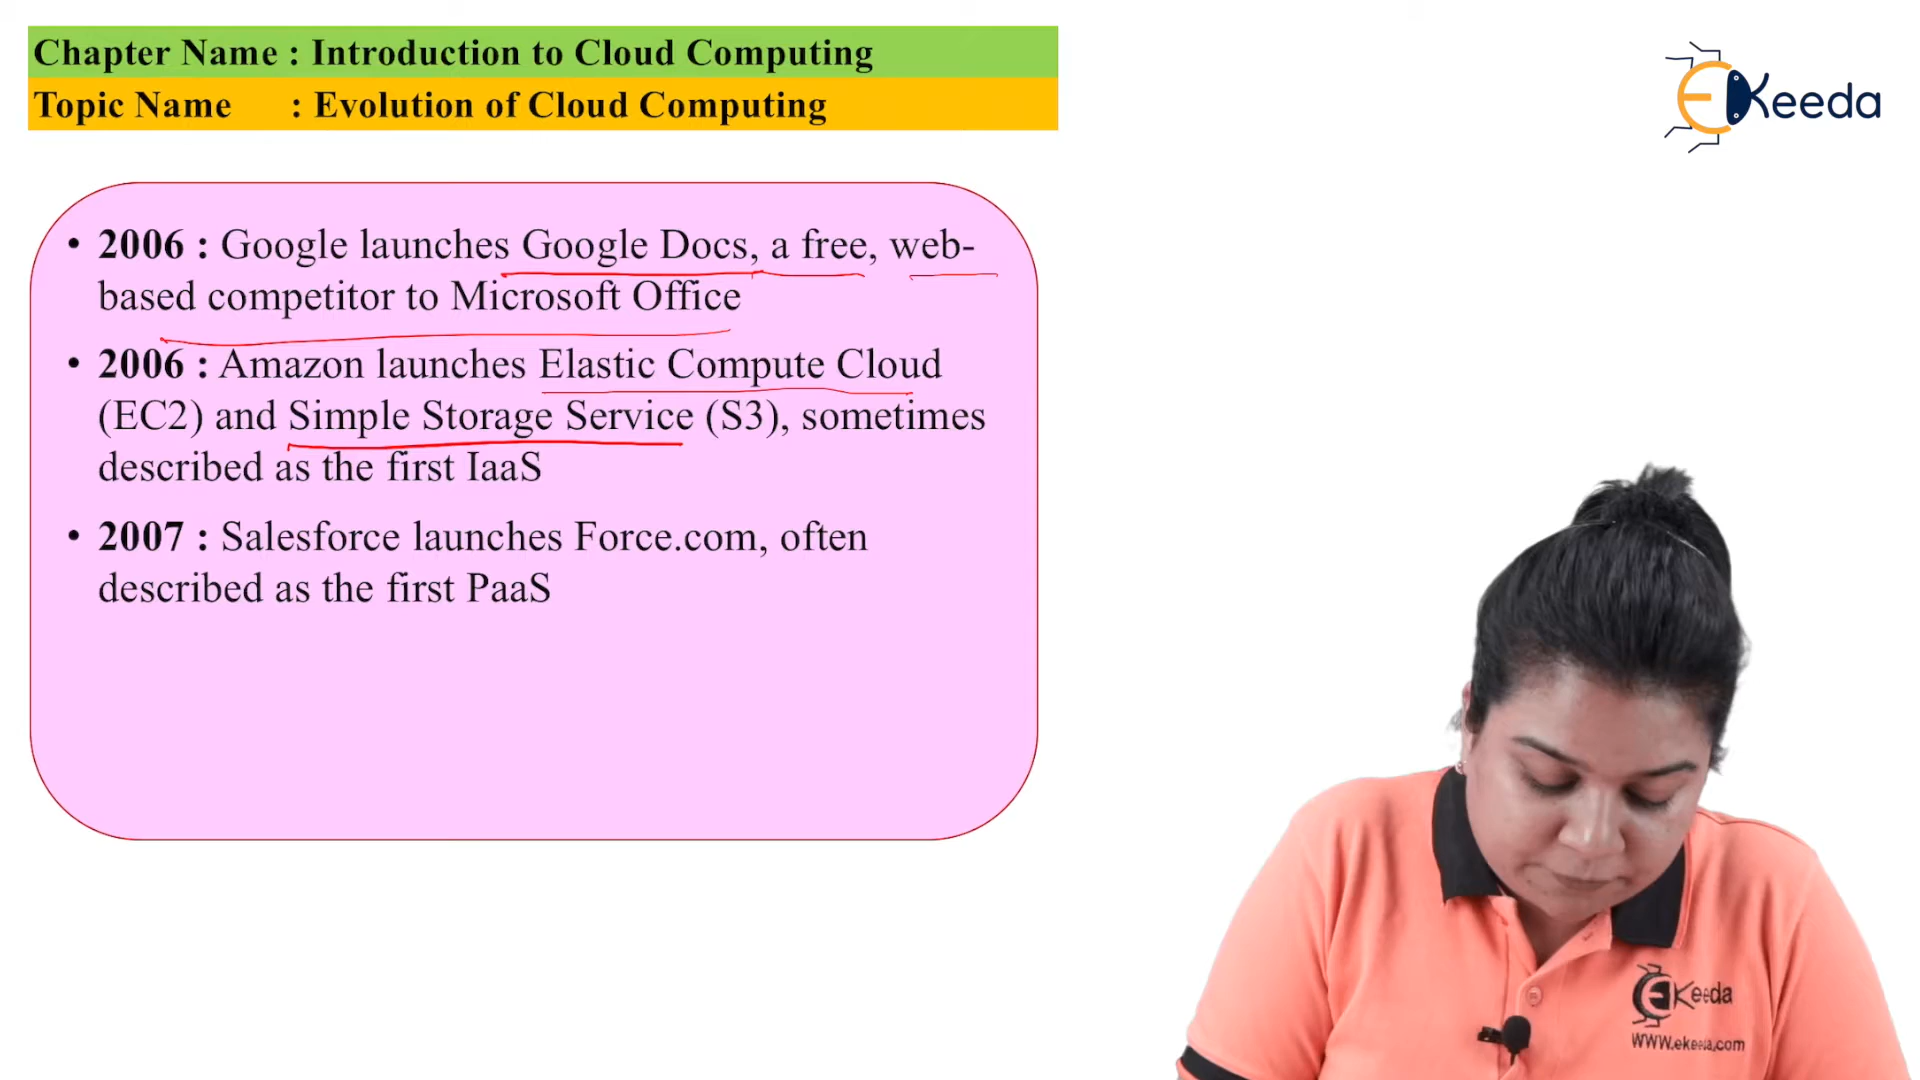 Chapter Name : Introduction to Cloud Computing
Topic Name : Evolution of Cloud Computing
EKeeda
• 2006 : Google launches Google Docs, a free, web-
based competitor to Microsoft Office
• 2006 : Amazon launches Elastic Compute Cloud
(EC2) and Simple Storage Service (S3), sometimes
described as the first IaaS
• 2007 : Salesforce launches Force.com, often
described as the first PaaS
EKeeda
WWW.ekeeda.com